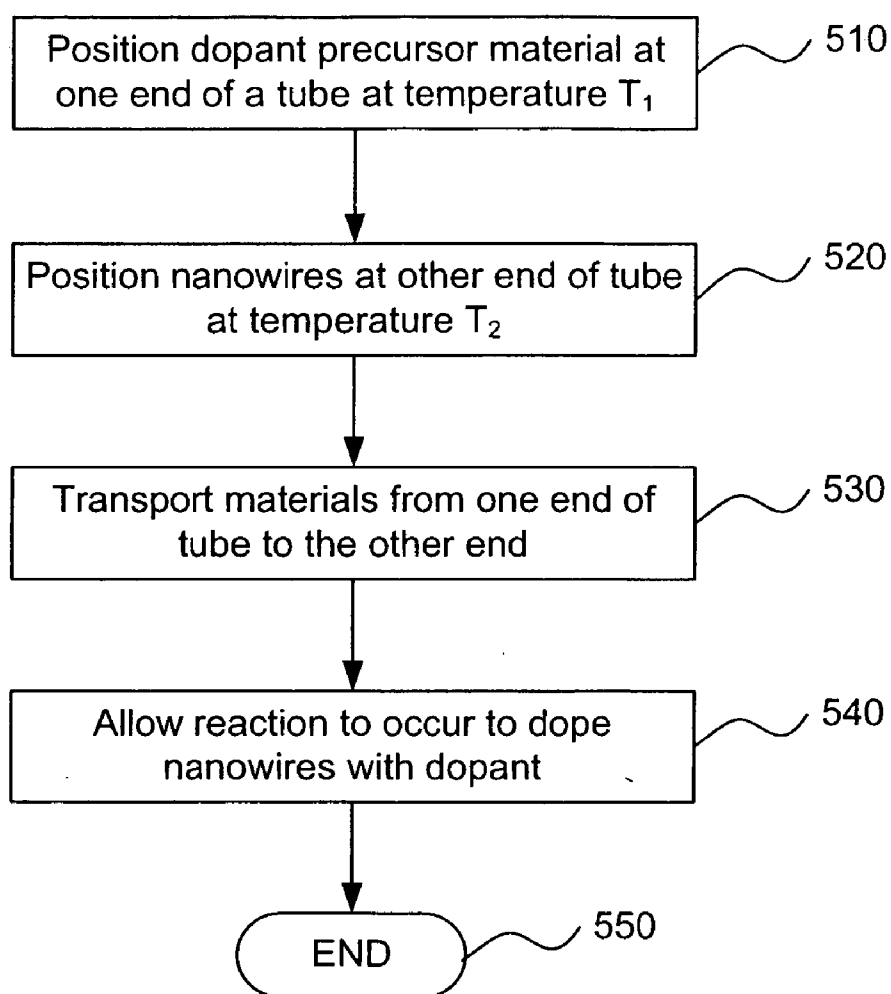 Position dopant precursor material at
one end of a tube at temperature T₁
510
Position nanowires at other end of tube
at temperature T₂
520
Transport materials from one end of
tube to the other end
530
Allow reaction to occur to dope
nanowires with dopant
540
END
550